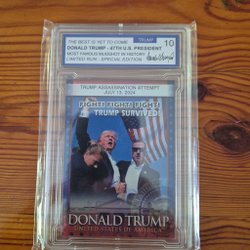 THE BEST IS YET TO COME
TRUMP
DONALD TRUMP - 47TH U.S. PRESIDENT
10
MOST FAMOUS MUGSHOT IN HISTORY
LIMITED RUN - SPECIAL EDITION
TRUMP ASSASSINATION ATTEMPT
JULY 13, 2024
FIGHT! FIGHT! FIGHT!
TRUMP SURVIVED!
DONALD TRUMP
UNITED STATES OF AMERICA